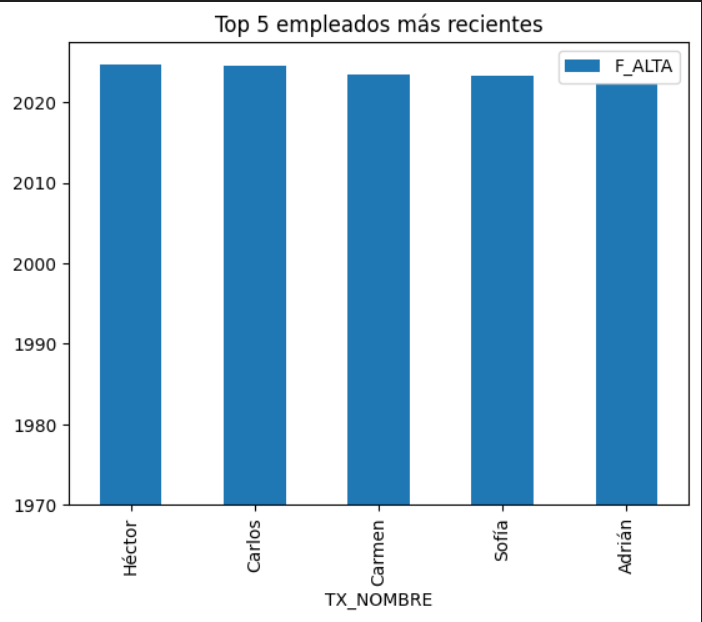 Top 5 empleados más recientes
F_ALTA
2020
2010
2000
1990
1980
1970
Héctor
Carlos
Carmen
Sofía
Adrián
TX_NOMBRE